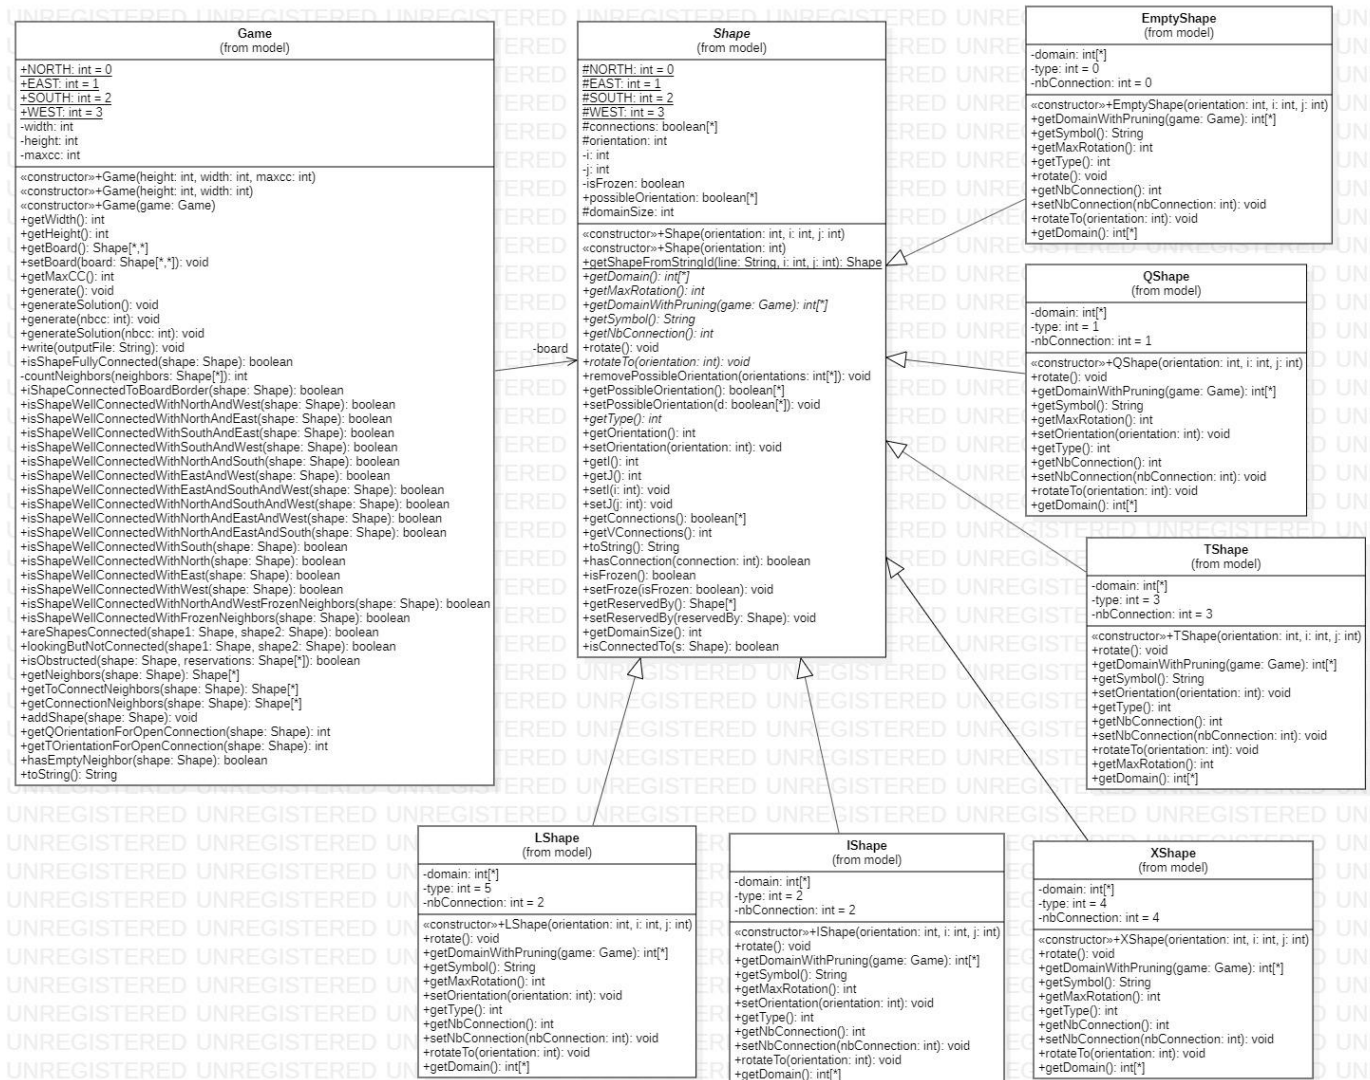 Game
(from model)
+NORTH: int = 0
+EAST: int = 1
+SOUTH: int = 2
+WEST: int = 3
-width: int
-height: int
-maxcc: int
«constructor»+Game(height: int, width: int, maxcc: int)
«constructor»+Game(height: int, width: int)
«constructor»+Game(game: Game)
+getWidth(): int
+getHeight(): int
+getBoard(): Shape[*,*]
+setBoard(board: Shape[*,*]): void
+getMaxCC(): int
+generate(): void
+generateSolution(): void
+generate(nbcc: int): void
+generateSolution(nbcc: int): void
+write(outputFile: String): void
+isShapeFullyConnected(shape: Shape): boolean
-countNeighbors(neighbors: Shape[*]): int
+iShapeConnectedToBoardBorder(shape: Shape): boolean
+isShapeWellConnectedWithNorthAndWest(shape: Shape): boolean
+isShapeWellConnectedWithNorthAndEast(shape: Shape): boolean
+isShapeWellConnectedWithSouthAndEast(shape: Shape): boolean
+isShapeWellConnectedWithSouthAndWest(shape: Shape): boolean
+isShapeWellConnectedWithNorthAndSouth(shape: Shape): boolean
+isShapeWellConnectedWithEastAndWest(shape: Shape): boolean
+isShapeWellConnectedWithEastAndSouthAndWest(shape: Shape): boolean
+isShapeWellConnectedWithNorthAndSouthAndWest(shape: Shape): boolean
+isShapeWellConnectedWithNorthAndEastAndWest(shape: Shape): boolean
+isShapeWellConnectedWithNorthAndEastAndSouth(shape: Shape): boolean
+isShapeWellConnectedWithSouth(shape: Shape): boolean
+isShapeWellConnectedWithNorth(shape: Shape): boolean
+isShapeWellConnectedWithEast(shape: Shape): boolean
+isShapeWellConnectedWithWest(shape: Shape): boolean
+isShapeWellConnectedWithNorthAndWestFrozenNeighbors(shape: Shape): boolean
+isShapeWellConnectedWithFrozenNeighbors(shape: Shape): boolean
+areShapesConnected(shape1: Shape, shape2: Shape): boolean
+lookingButNotConnected(shape1: Shape, shape2: Shape): boolean
+isObstructed(shape: Shape, reservations: Shape[*]): boolean
+getNeighbors(shape: Shape): Shape[*]
+getToConnectNeighbors(shape: Shape): Shape[*]
+getConnectionNeighbors(shape: Shape): Shape[*]
+addShape(shape: Shape): void
+getQOrientationForOpenConnection(shape: Shape): int
+getTOrientationForOpenConnection(shape: Shape): int
+hasEmptyNeighbor(shape: Shape): boolean
+toString(): String
-board
Shape
(from model)
#NORTH: int = 0
#EAST: int = 1
#SOUTH: int = 2
#WEST: int = 3
#connections: boolean[*]
#orientation: int
-i: int
-j: int
-isFrozen: boolean
+possibleOrientation: boolean[*]
#domainSize: int
«constructor»+Shape(orientation: int, i: int, j: int)
«constructor»+Shape(orientation: int)
+getShapeFromStringId(line: String, i: int, j: int): Shape
+getDomain(): int[*]
+getMaxRotation(): int
+getDomainWithPruning(game: Game): int[*]
+getSymbol(): String
+getNbConnection(): int
+rotate(): void
+rotateTo(orientation: int): void
+removePossibleOrientation(orientations: int[*]): void
+getPossibleOrientation(): boolean[*]
+setPossibleOrientation(d: boolean[*]): void
+getType(): int
+getOrientation(): int
+setOrientation(orientation: int): void
+getI(): int
+getJ(): int
+setI(i: int): void
+setJ(j: int): void
+getConnections(): boolean[*]
+getVConnections(): int
+toString(): String
+hasConnection(connection: int): boolean
+isFrozen(): boolean
+setFroze(isFrozen: boolean): void
+getReservedBy(): Shape[*]
+setReservedBy(reservedBy: Shape): void
+getDomainSize(): int
+isConnectedTo(s: Shape): boolean
EmptyShape
(from model)
-domain: int[*]
-type: int = 0
-nbConnection: int = 0
«constructor»+EmptyShape(orientation: int, i: int, j: int)
+getDomainWithPruning(game: Game): int[*]
+getSymbol(): String
+getMaxRotation(): int
+getType(): int
+rotate(): void
+getNbConnection(): int
+setNbConnection(nbConnection: int): void
+rotateTo(orientation: int): void
+getDomain(): int[*]
QShape
(from model)
-domain: int[*]
-type: int = 1
-nbConnection: int = 1
«constructor»+QShape(orientation: int, i: int, j: int)
+rotate(): void
+getDomainWithPruning(game: Game): int[*]
+getSymbol(): String
+getMaxRotation(): int
+setOrientation(orientation: int): void
+getType(): int
+getNbConnection(): int
+setNbConnection(nbConnection: int): void
+rotateTo(orientation: int): void
+getDomain(): int[*]
TShape
(from model)
-domain: int[*]
-type: int = 3
-nbConnection: int = 3
«constructor»+TShape(orientation: int, i: int, j: int)
+rotate(): void
+getDomainWithPruning(game: Game): int[*]
+getSymbol(): String
+setOrientation(orientation: int): void
+getType(): int
+getNbConnection(): int
+setNbConnection(nbConnection: int): void
+rotateTo(orientation: int): void
+getMaxRotation(): int
+getDomain(): int[*]
LShape
(from model)
-domain: int[*]
-type: int = 5
-nbConnection: int = 2
«constructor»+LShape(orientation: int, i: int, j: int)
+rotate(): void
+getDomainWithPruning(game: Game): int[*]
+getSymbol(): String
+getMaxRotation(): int
+setOrientation(orientation: int): void
+getType(): int
+getNbConnection(): int
+setNbConnection(nbConnection: int): void
+rotateTo(orientation: int): void
+getDomain(): int[*]
IShape
(from model)
-domain: int[*]
-type: int = 2
-nbConnection: int = 2
«constructor»+IShape(orientation: int, i: int, j: int)
+rotate(): void
+getDomainWithPruning(game: Game): int[*]
+getSymbol(): String
+getMaxRotation(): int
+setOrientation(orientation: int): void
+getType(): int
+getNbConnection(): int
+setNbConnection(nbConnection: int): void
+rotateTo(orientation: int): void
+getDomain(): int[*]
XShape
(from model)
-domain: int[*]
-type: int = 4
-nbConnection: int = 4
«constructor»+XShape(orientation: int, i: int, j: int)
+rotate(): void
+getDomainWithPruning(game: Game): int[*]
+getSymbol(): String
+getMaxRotation(): int
+getType(): int
+getNbConnection(): int
+setNbConnection(nbConnection: int): void
+rotateTo(orientation: int): void
+getDomain(): int[*]